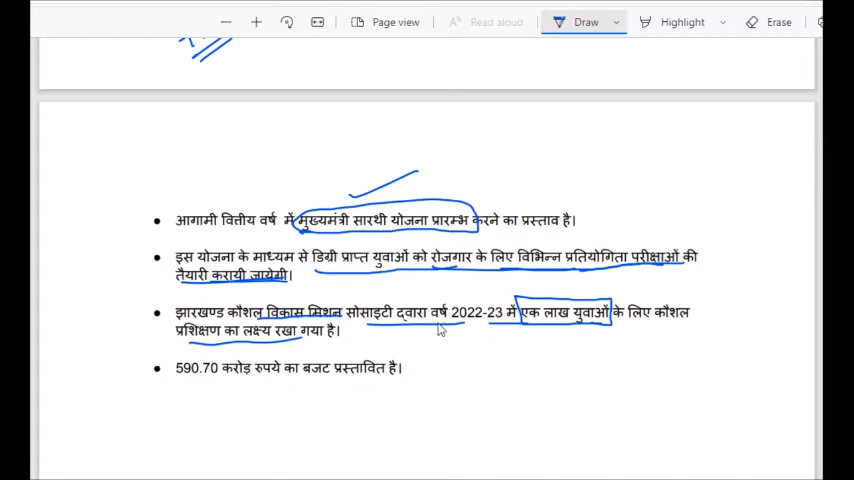 Page view
Read aloud
Draw
Highlight
Erase
आगामी वित्तीय वर्ष में मुख्यमंत्री सारथी योजना प्रारम्भ करने का प्रस्ताव है।
इस योजना के माध्यम से डिग्री प्राप्त युवाओं को रोजगार के लिए विभिन्न प्रतियोगिता परीक्षाओं की
तैयारी करायी जायेगी।
झारखण्ड कौशल विकास मिशन सोसाइटी द्वारा वर्ष 2022-23 में एक लाख युवाओं के लिए कौशल
प्रशिक्षण का लक्ष्य रखा गया है।
590.70 करोड़ रुपये का बजट प्रस्तावित है।